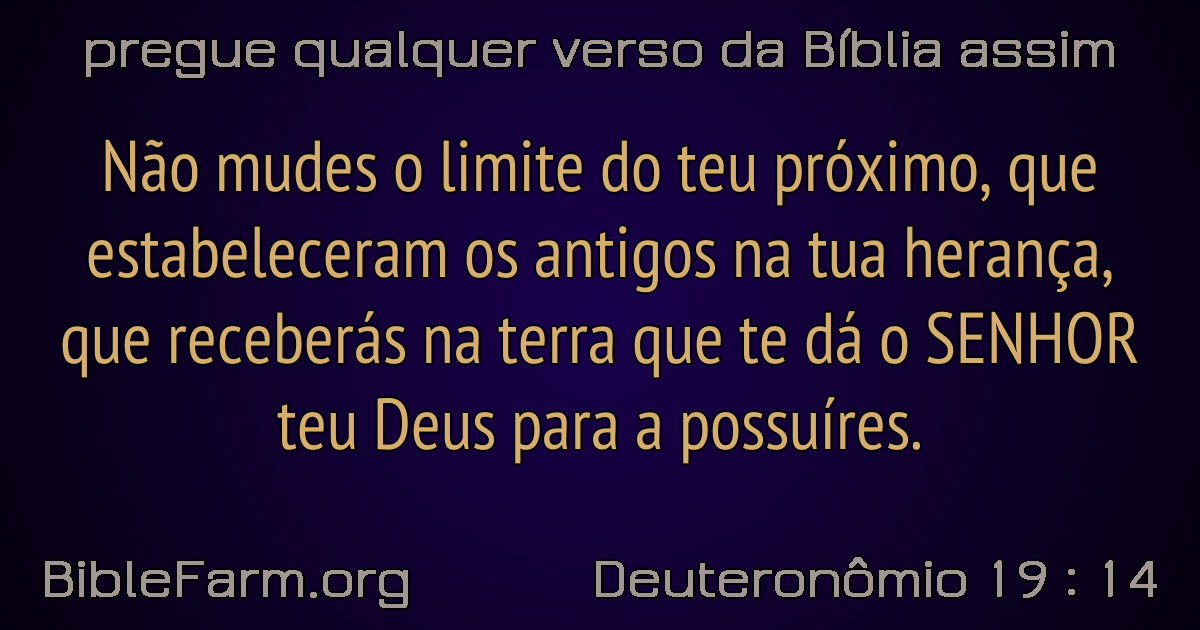 pregue qualquer verso da Bíblia assim
Não mudes o limite do teu próximo, que
estabeleceram os antigos na tua herança,
que receberás na terra que te dá o SENHOR
teu Deus para a possuíres.
BibleFarm.org
Deuteronômio 19 : 14